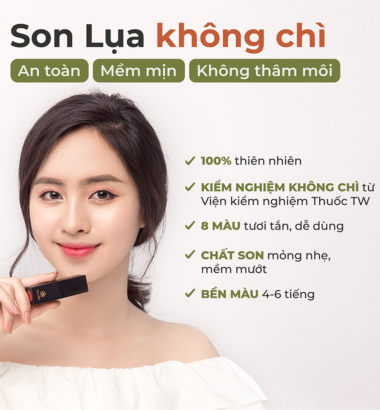 Son Lụa không chì
An toàn
Mềm mịn
Không thâm môi
100% thiên nhiên
KIỂM NGHIỆM KHÔNG CHÌ từ
Viện kiểm nghiệm Thuốc TW
8 MÀU tươi tắn, dễ dùng
CHẤT SON mỏng nhẹ,
mềm mướt
BỀN MÀU 4-6 tiếng